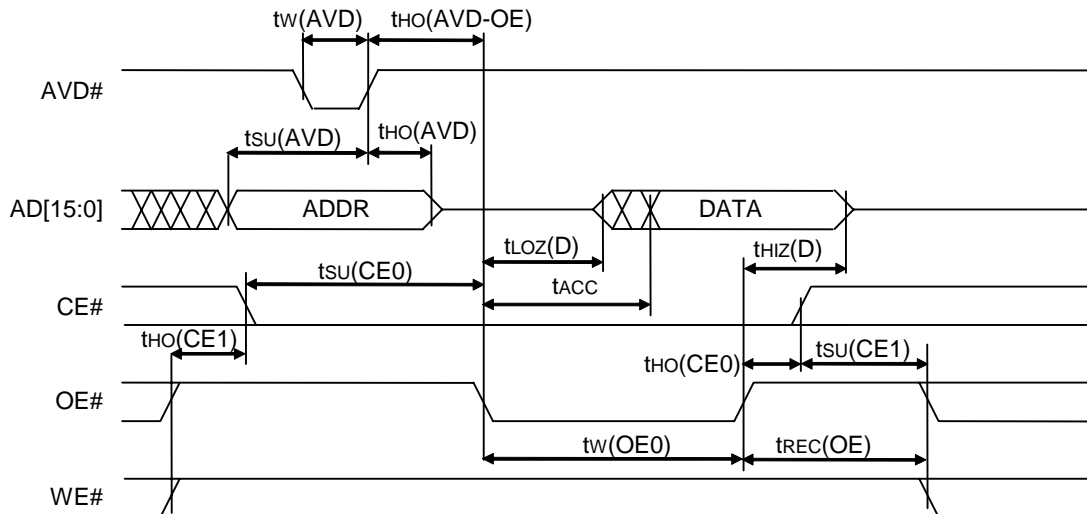 tW(AVD) tHO(AVD-OE)
AVD#
tSU(AVD) tHO(AVD)
AD[15:0] ADDR DATA
tLOZ(D) tHIZ(D)
tSU(CE0) tACC
CE#
tHO(CE1) tHO(CE0) tSU(CE1)
OE#
tW(OE0) tREC(OE)
WE#